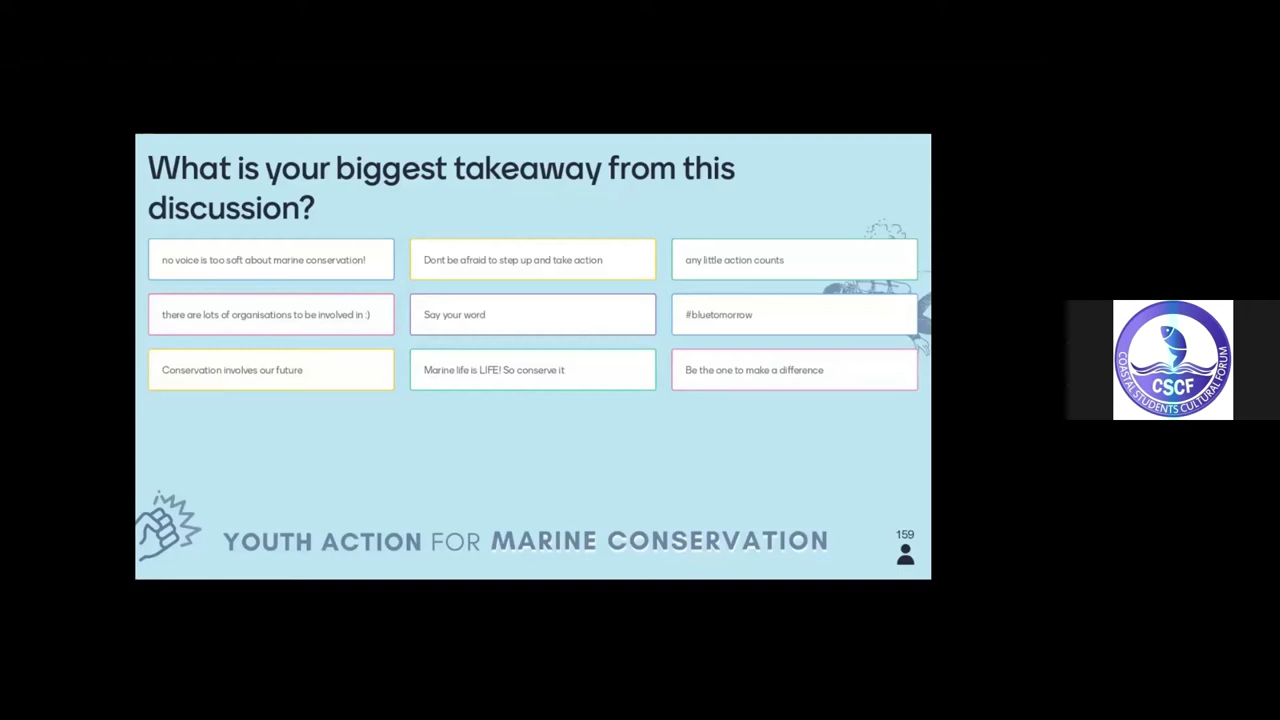 What is your biggest takeaway from this
discussion?
no voice is too soft about marine conservation!
Dont be afraid to step up and take action
any little action counts
there are lots of organisations to be involved in :)
Say your word
#bluetomorrow
Conservation involves our future
Marine life is LIFE! So conserve it
Be the one to make a difference
YOUTH ACTION FOR MARINE CONSERVATION
159
CSCF
COASTAL STUDENTS CULTURAL FORUM